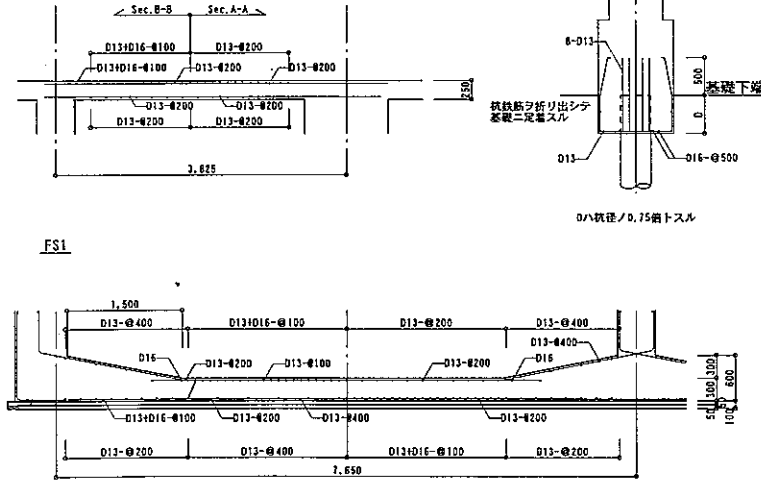 Sec.B-B Sec.A-A
D13+D16-@100 D13-@200
D13+D16-@100 D13-@200 D13-@200
250
D13-@200 D13-@200
D13-@200 D13-@200
3,825
6-D13
500
基礎下端
杭鉄筋ヲ折リ出シテ
基礎ニ定着スル
D
D13 D16-@500
Dハ杭径ノ0.75倍トスル
FS1
1,500
D13-@400 D13+D16-@100 D13-@200 D13-@400
D13-@400
D16 D13-@200 D13-@100 D13-@200 D16
300
300
600
50
100
D13+D16-@100 D13-@200 D13-@400 D13-@200
D13-@200 D13-@400 D13+D16-@100 D13-@200
7,650